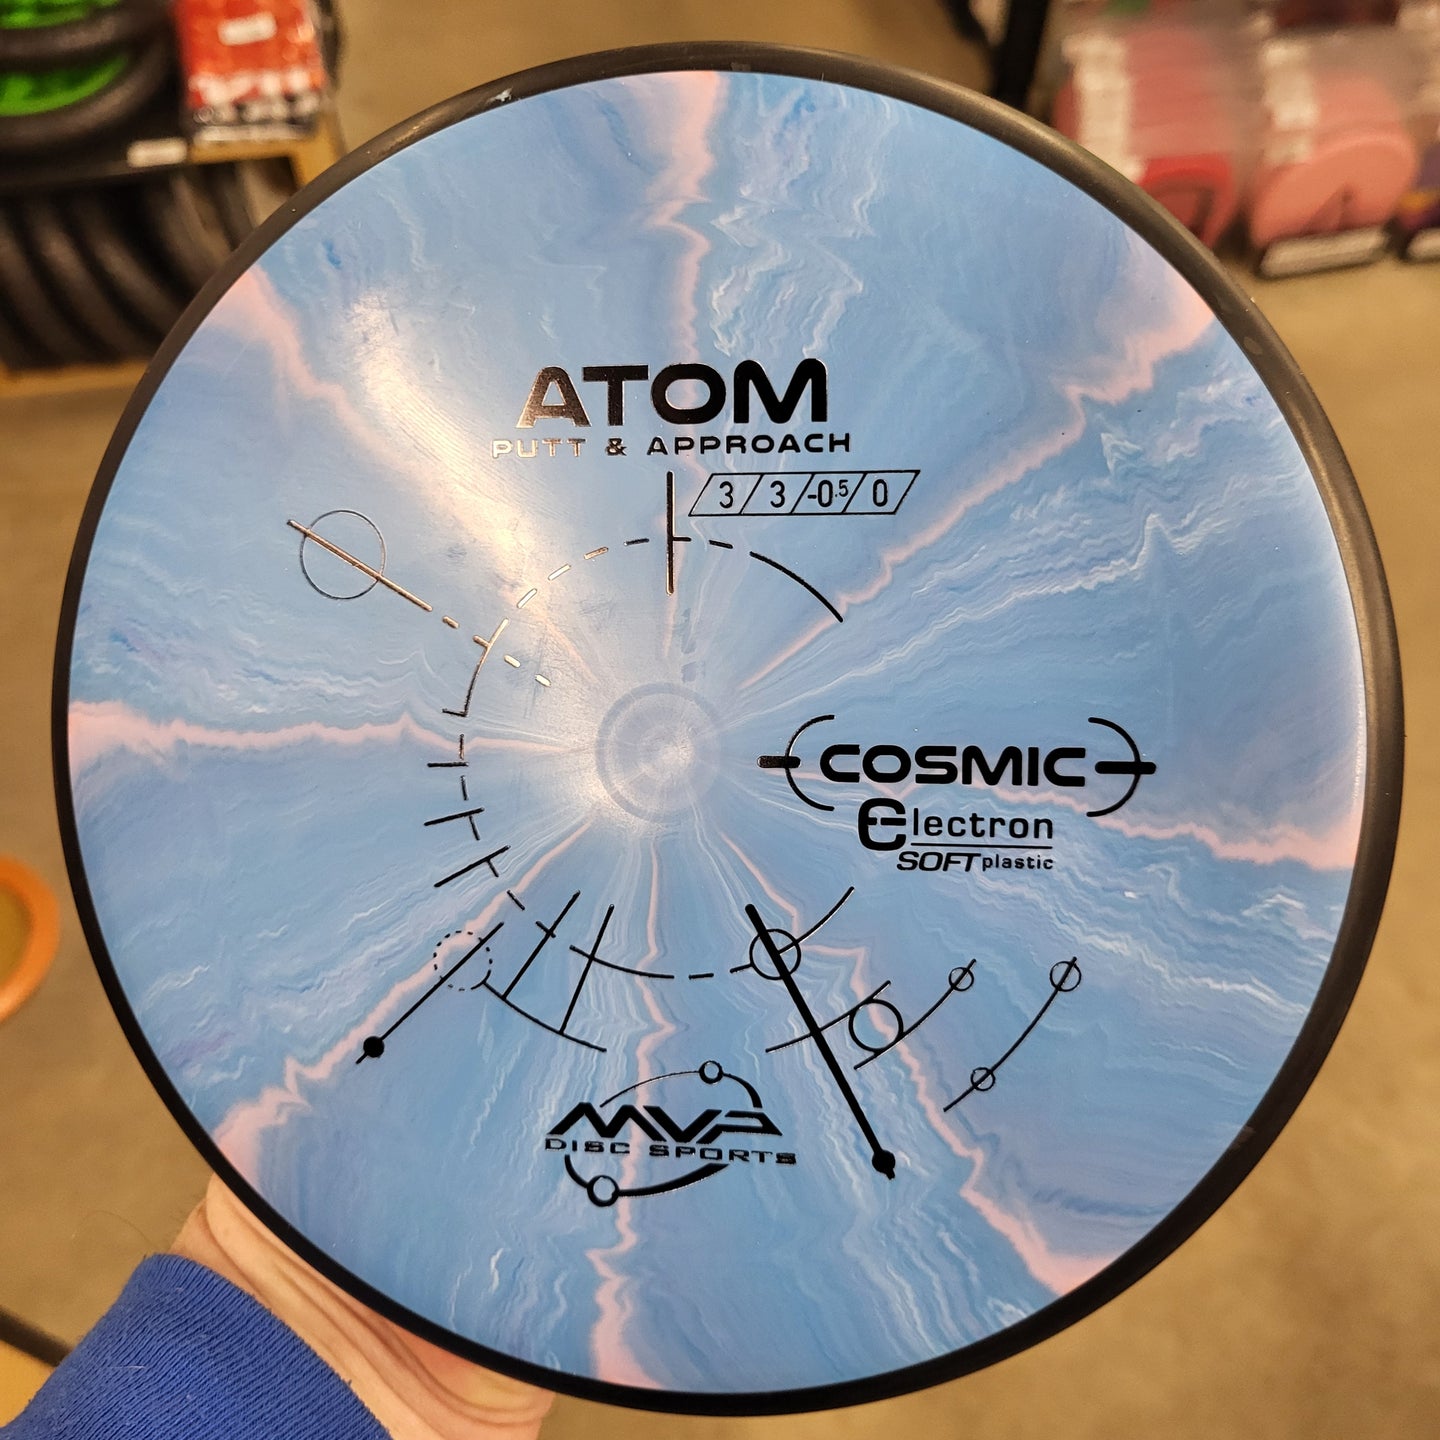 ATOM
PUTT & APPROACH
3 / 3 / -0.5 / 0
COSMIC
Electron
SOFT plastic
MVP
DISC SPORTS